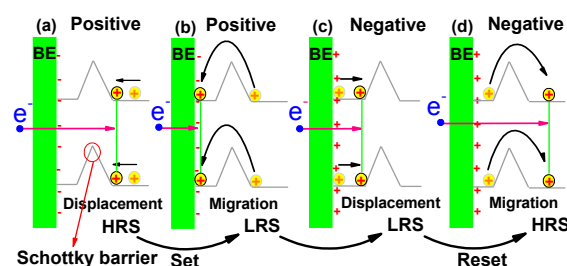 (a) Positive (b) Positive (c) Negative (d) Negative
BE BE BE BE
e- e- e- e-
Displacement Migration Displacement Migration
HRS LRS LRS HRS
Schottky barrier Set Reset